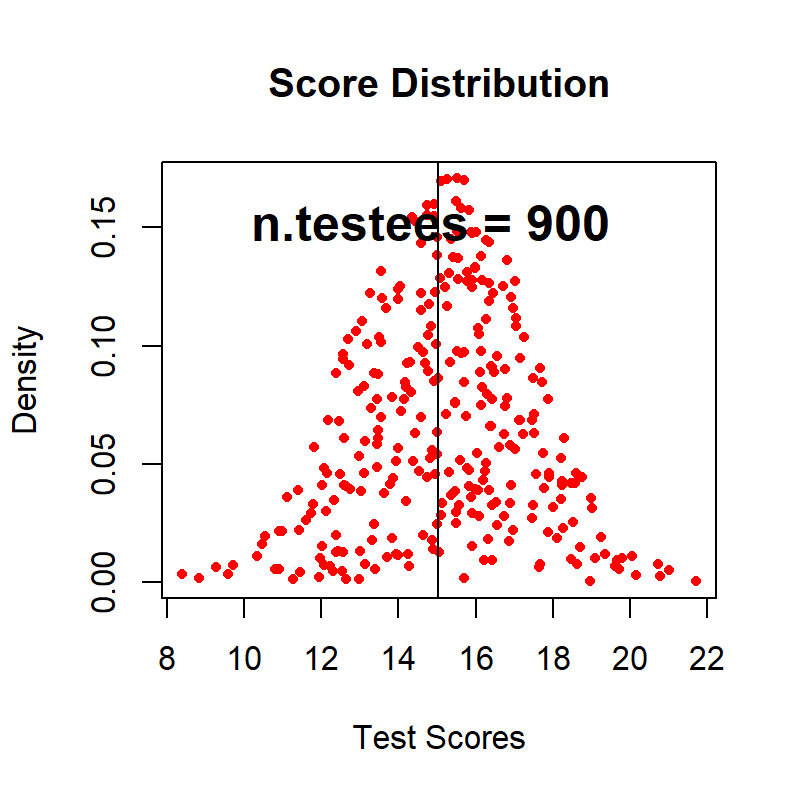 Score Distribution
n.testees = 900
Density
0.00
0.05
0.10
0.15
8 10 12 14 16 18 20 22
Test Scores